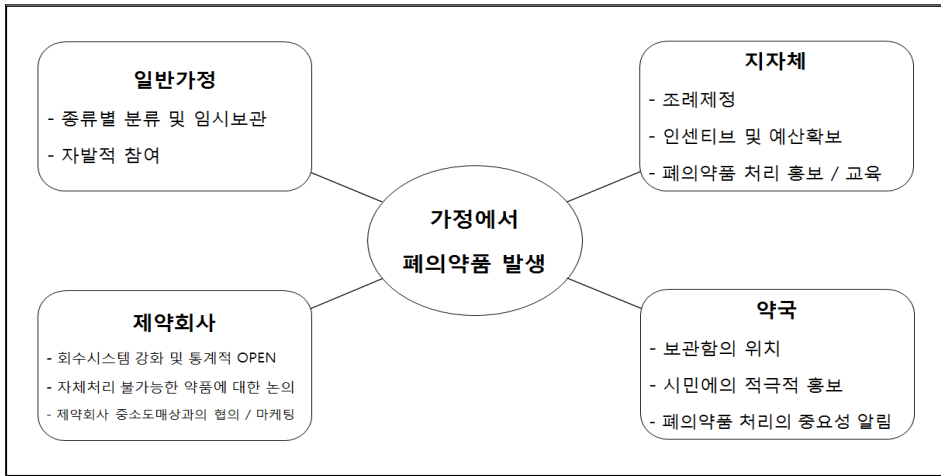 일반가정
- 종류별 분류 및 임시보관
- 자발적 참여
지자체
- 조례제정
- 인센티브 및 예산확보
- 폐의약품 처리 홍보 / 교육
가정에서
폐의약품 발생
제약회사
- 회수시스템 강화 및 통계적 OPEN
- 자체처리 불가능한 약품에 대한 논의
- 제약회사 중소도매상과의 협의 / 마케팅
약국
- 보관함의 위치
- 시민에의 적극적 홍보
- 폐의약품 처리의 중요성 알림